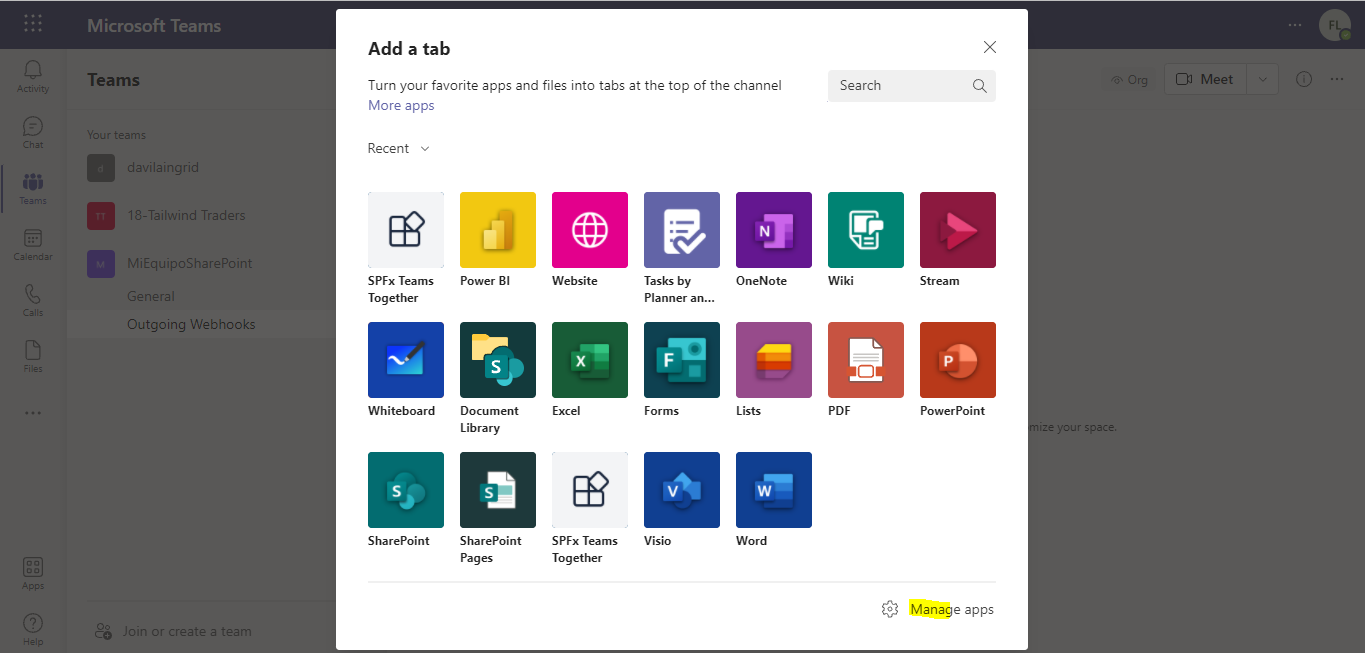 Microsoft Teams
FL
Activity
Chat
Teams
Calendar
Calls
Files
Apps
Help
Teams
Your teams
d
davilaingrid
TT
18-Tailwind Traders
M
MiEquipoSharePoint
General
Outgoing Webhooks
Join or create a team
Add a tab
Turn your favorite apps and files into tabs at the top of the channel
More apps
Search
Recent
SPFx Teams
Together
Power BI
Website
Tasks by
Planner an...
OneNote
Wiki
Stream
Whiteboard
Document
Library
Excel
Forms
Lists
PDF
PowerPoint
SharePoint
SharePoint
Pages
SPFx Teams
Together
Visio
Word
Manage apps
Org
Meet
mize your space.
N
S
X
F
P
S
S
V
W